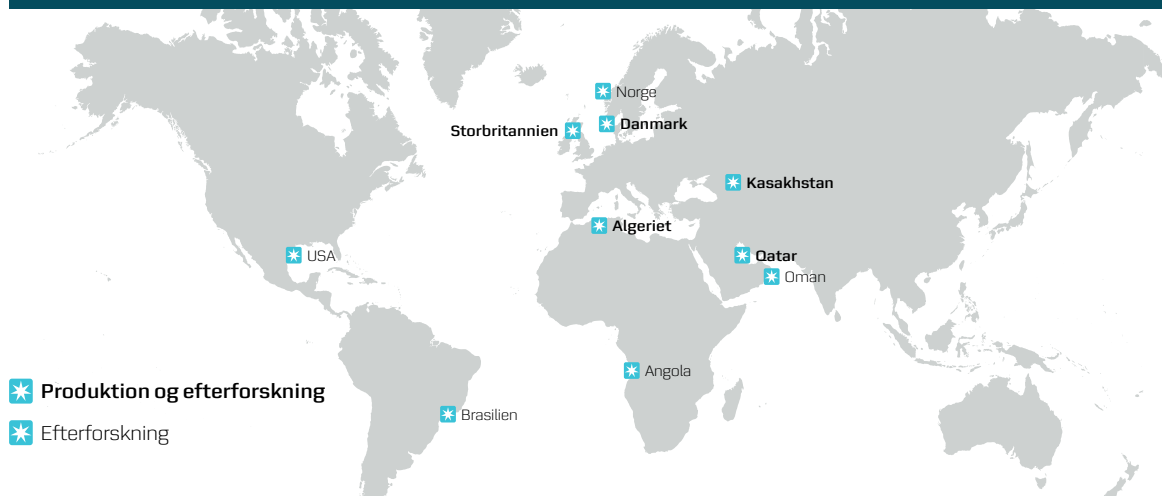 Norge
Danmark
Storbritannien
Kasakhstan
Algeriet
USA
Qatar
Oman
Angola
Produktion og efterforskning
Brasilien
Efterforskning